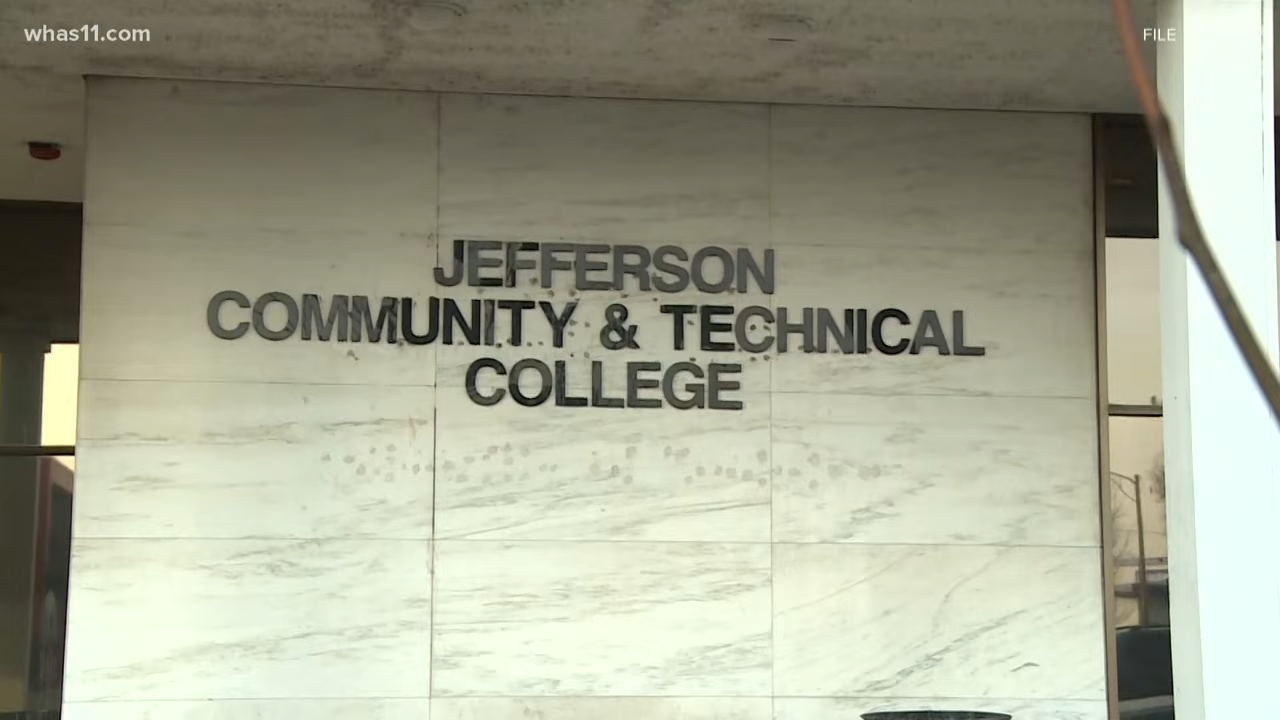 whas11.com
FILE
JEFFERSON
COMMUNITY & TECHNICAL
COLLEGE